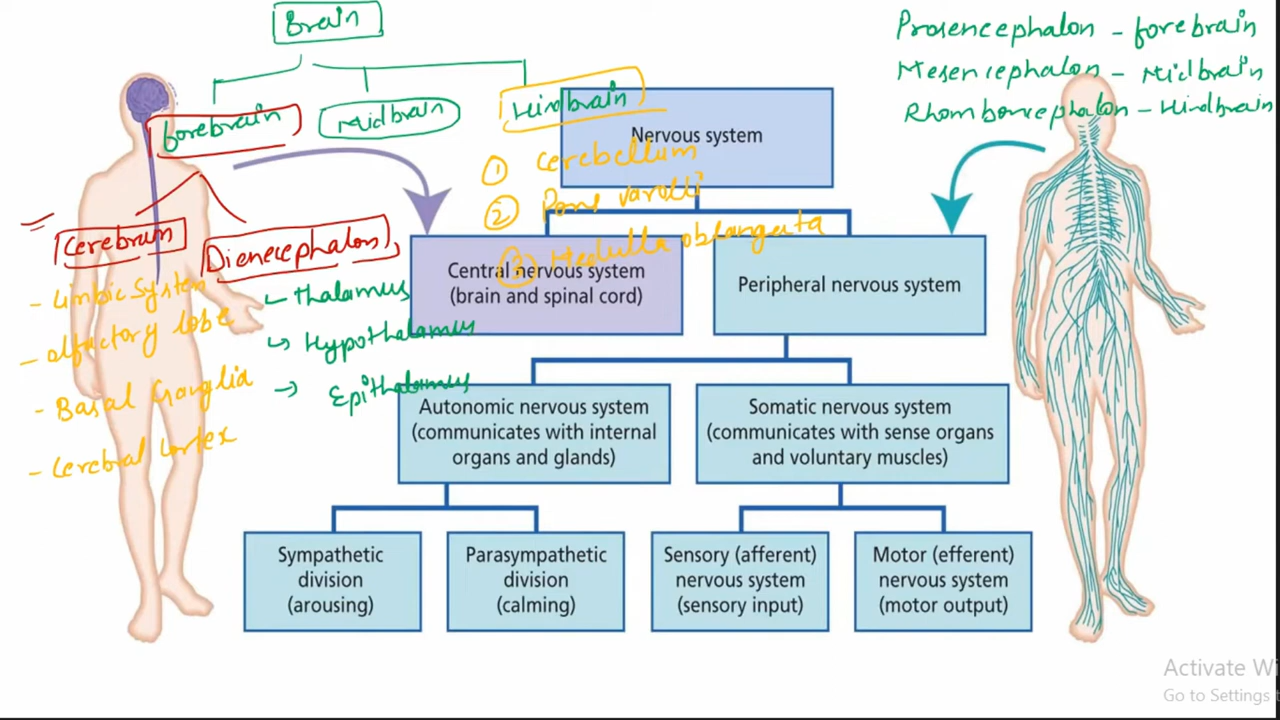 Brain
Forebrain
Midbrain
Hindbrain
Prosencephalon - forebrain
Mesencephalon - Midbrain
Rhombencephalon - Hindbrain
① Cerebellum
② Pons varolli
③ Medulla oblangata
Cerebrum
Diencephalon
- Limbic System
- olfactory lobe
- Basal Ganglia
- Cerebral cortex
Thalamus
Hypothalamus
Epithalamus
Nervous system
Central nervous system
(brain and spinal cord)
Peripheral nervous system
Autonomic nervous system
(communicates with internal
organs and glands)
Somatic nervous system
(communicates with sense organs
and voluntary muscles)
Sympathetic
division
(arousing)
Parasympathetic
division
(calming)
Sensory (afferent)
nervous system
(sensory input)
Motor (efferent)
nervous system
(motor output)
Activate Wi
Go to Settings t